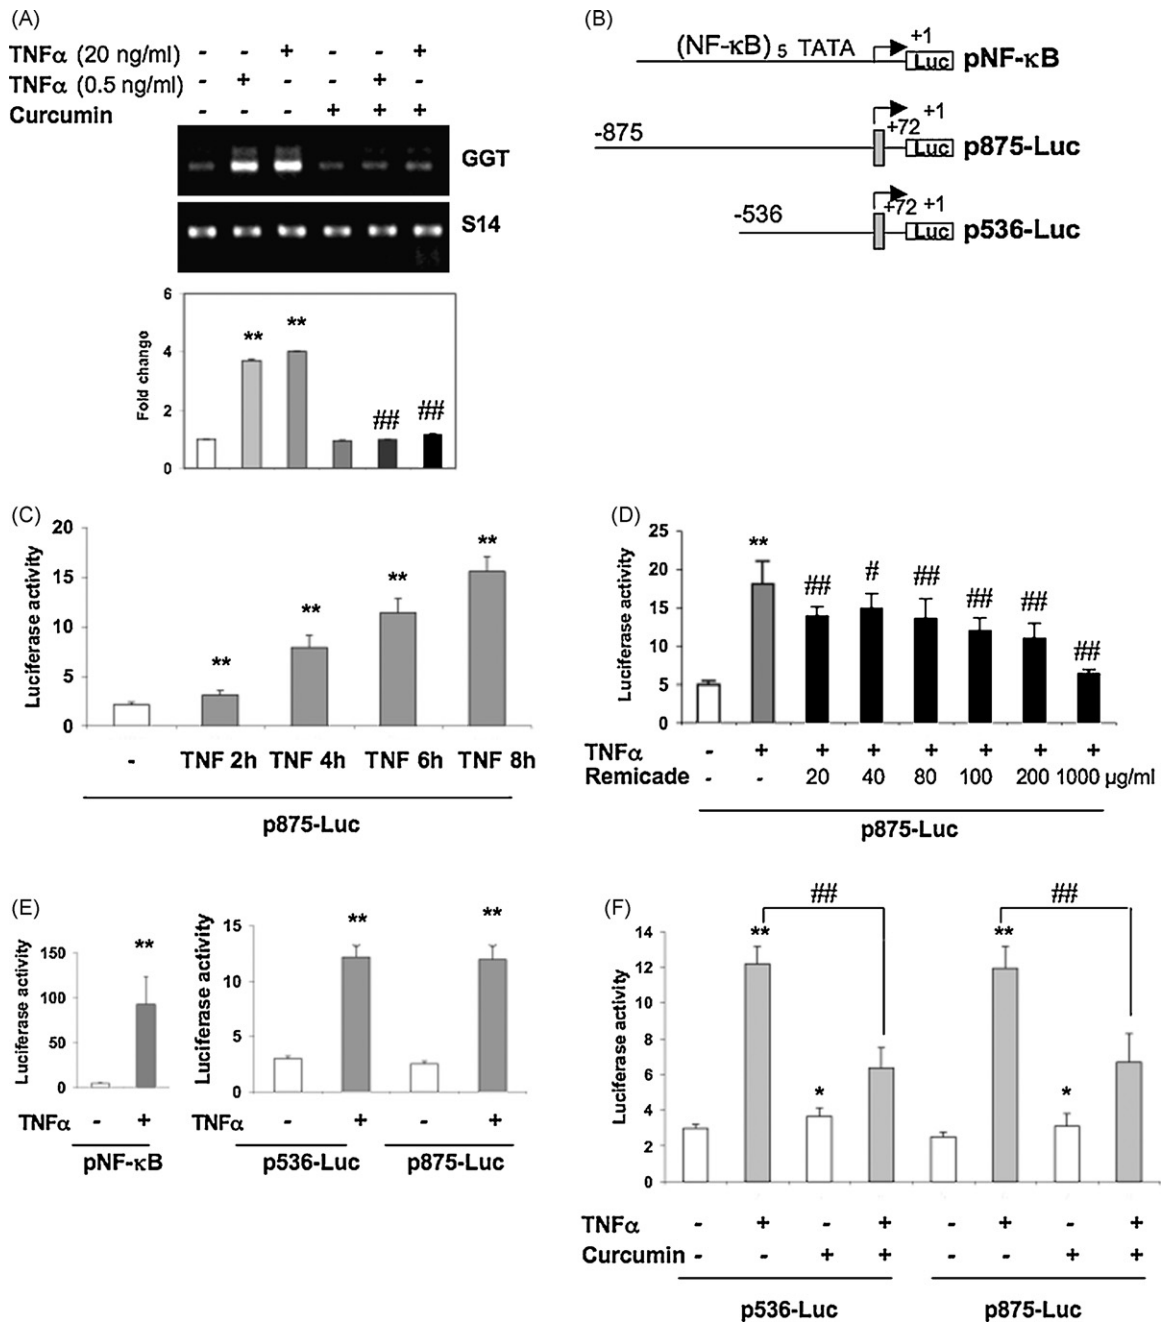 (A)
TNFα (20 ng/ml) - - + - - +
TNFα (0.5 ng/ml) - + - - + -
Curcumin - - - + + +
GGT
S14
Fold change
6
4
2
0
** ** ## ##
(B)
(NF-κB) 5 TATA +1 Luc pNF-κB
-875 +72 +1 Luc p875-Luc
-536 +72 +1 Luc p536-Luc
(C)
Luciferase activity
20
15
10
5
0
** ** ** **
- TNF 2h TNF 4h TNF 6h TNF 8h
p875-Luc
(D)
Luciferase activity
25
20
15
10
5
0
** ## # ## ## ## ##
TNFα - + + + + + + +
Remicade - - 20 40 80 100 200 1000 µg/ml
p875-Luc
(E)
Luciferase activity
150
100
50
0
**
TNFα - +
pNF-κB
Luciferase activity
15
10
5
0
** **
TNFα - + - +
p536-Luc p875-Luc
(F)
Luciferase activity
14
12
10
8
6
4
2
0
## ##
** * ** *
TNFα - + - + - + - +
Curcumin - - + + - - + +
p536-Luc p875-Luc